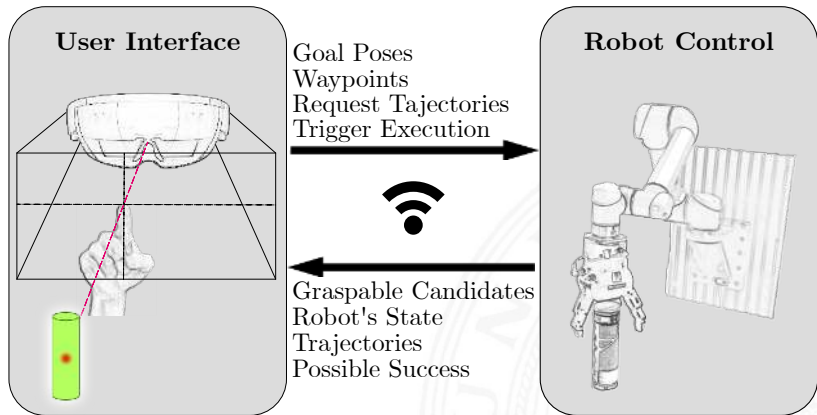 User Interface
Goal Poses
Waypoints
Request Tajectories
Trigger Execution
Graspable Candidates
Robot's State
Trajectories
Possible Success
Robot Control